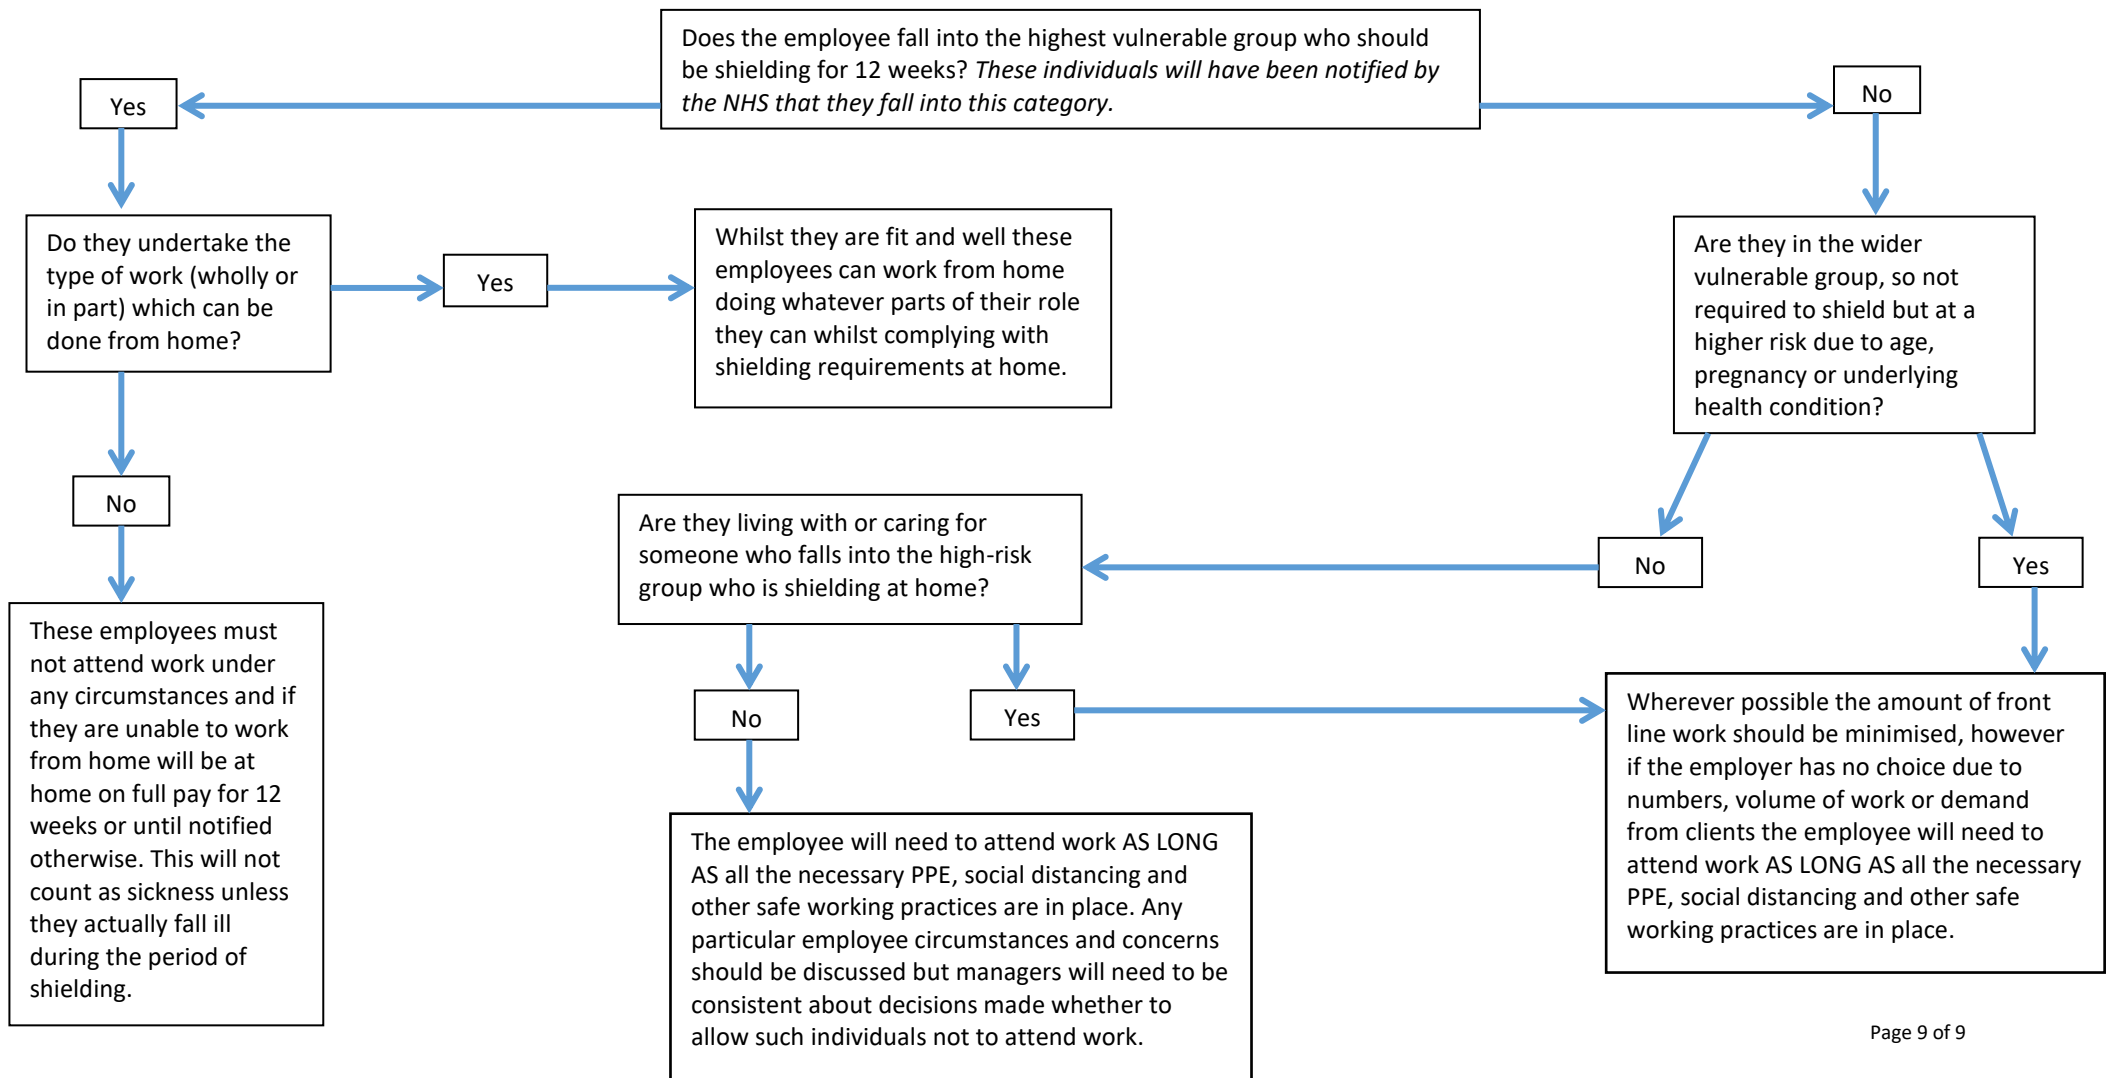 Does the employee fall into the highest vulnerable group who should
be shielding for 12 weeks? These individuals will have been notified by
the NHS that they fall into this category.
Yes
No
Do they undertake the
type of work (wholly or
in part) which can be
done from home?
Yes
Whilst they are fit and well these
employees can work from home
doing whatever parts of their role
they can whilst complying with
shielding requirements at home.
Are they in the wider
vulnerable group, so not
required to shield but at a
higher risk due to age,
pregnancy or underlying
health condition?
No
Are they living with or caring for
someone who falls into the high-risk
group who is shielding at home?
No
Yes
These employees must
not attend work under
any circumstances and if
they are unable to work
from home will be at
home on full pay for 12
weeks or until notified
otherwise. This will not
count as sickness unless
they actually fall ill
during the period of
shielding.
No
Yes
Wherever possible the amount of front
line work should be minimised, however
if the employer has no choice due to
numbers, volume of work or demand
from clients the employee will need to
attend work AS LONG AS all the necessary
PPE, social distancing and other safe
working practices are in place.
The employee will need to attend work AS LONG
AS all the necessary PPE, social distancing and
other safe working practices are in place. Any
particular employee circumstances and concerns
should be discussed but managers will need to be
consistent about decisions made whether to
allow such individuals not to attend work.
Page 9 of 9